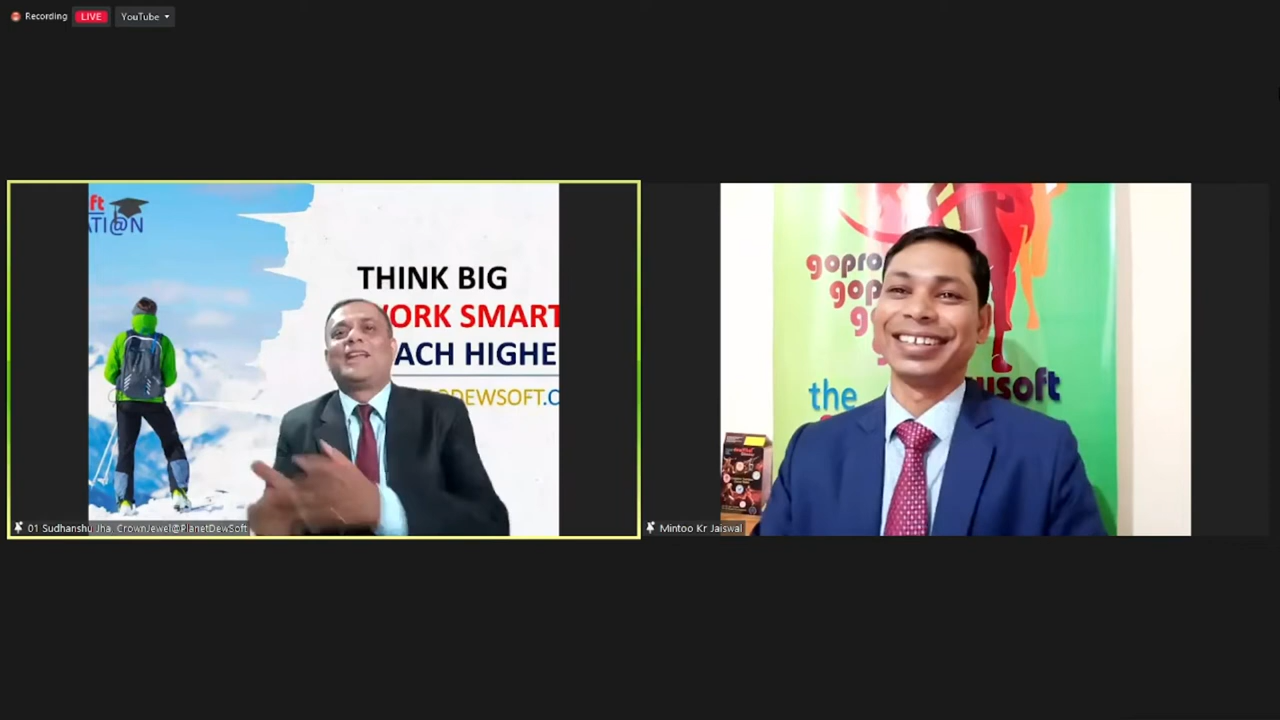 Recording
LIVE
YouTube
ft
ATI@N
THINK BIG
ORK SMART
ACH HIGHE
DEWSOFT.C
01 Sudhanshu Jha CrownJewel@PlanetDewSoft
gopro
gop
g
the
usoft
Mintoo Kr Jaiswal